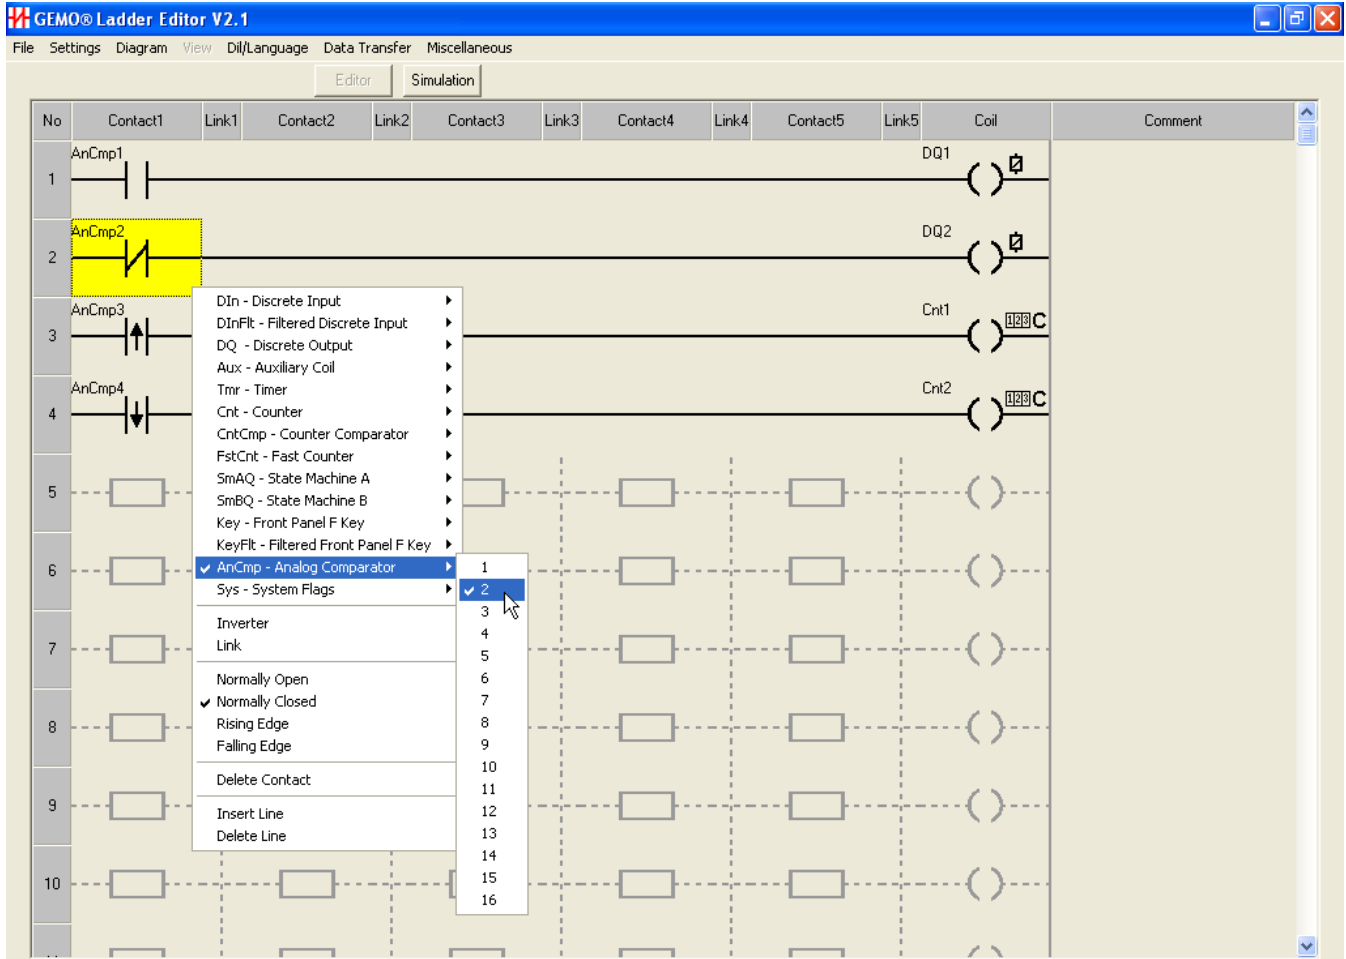 GEMO® Ladder Editor V2.1
File Settings Diagram View Dil/Language Data Transfer Miscellaneous
Editor Simulation
No Contact1 Link1 Contact2 Link2 Contact3 Link3 Contact4 Link4 Contact5 Link5 Coil Comment
AnCmp1 DQ1
1
AnCmp2 DQ2
2
AnCmp3 Cnt1
3 123 C
AnCmp4 Cnt2
4 123 C
5
6
7
8
9
10
DIn - Discrete Input
DInFlt - Filtered Discrete Input
DQ - Discrete Output
Aux - Auxiliary Coil
Tmr - Timer
Cnt - Counter
CntCmp - Counter Comparator
FstCnt - Fast Counter
SmAQ - State Machine A
SmBQ - State Machine B
Key - Front Panel F Key
KeyFlt - Filtered Front Panel F Key
AnCmp - Analog Comparator
Sys - System Flags
Inverter
Link
Normally Open
Normally Closed
Rising Edge
Falling Edge
Delete Contact
Insert Line
Delete Line
1
2
3
4
5
6
7
8
9
10
11
12
13
14
15
16